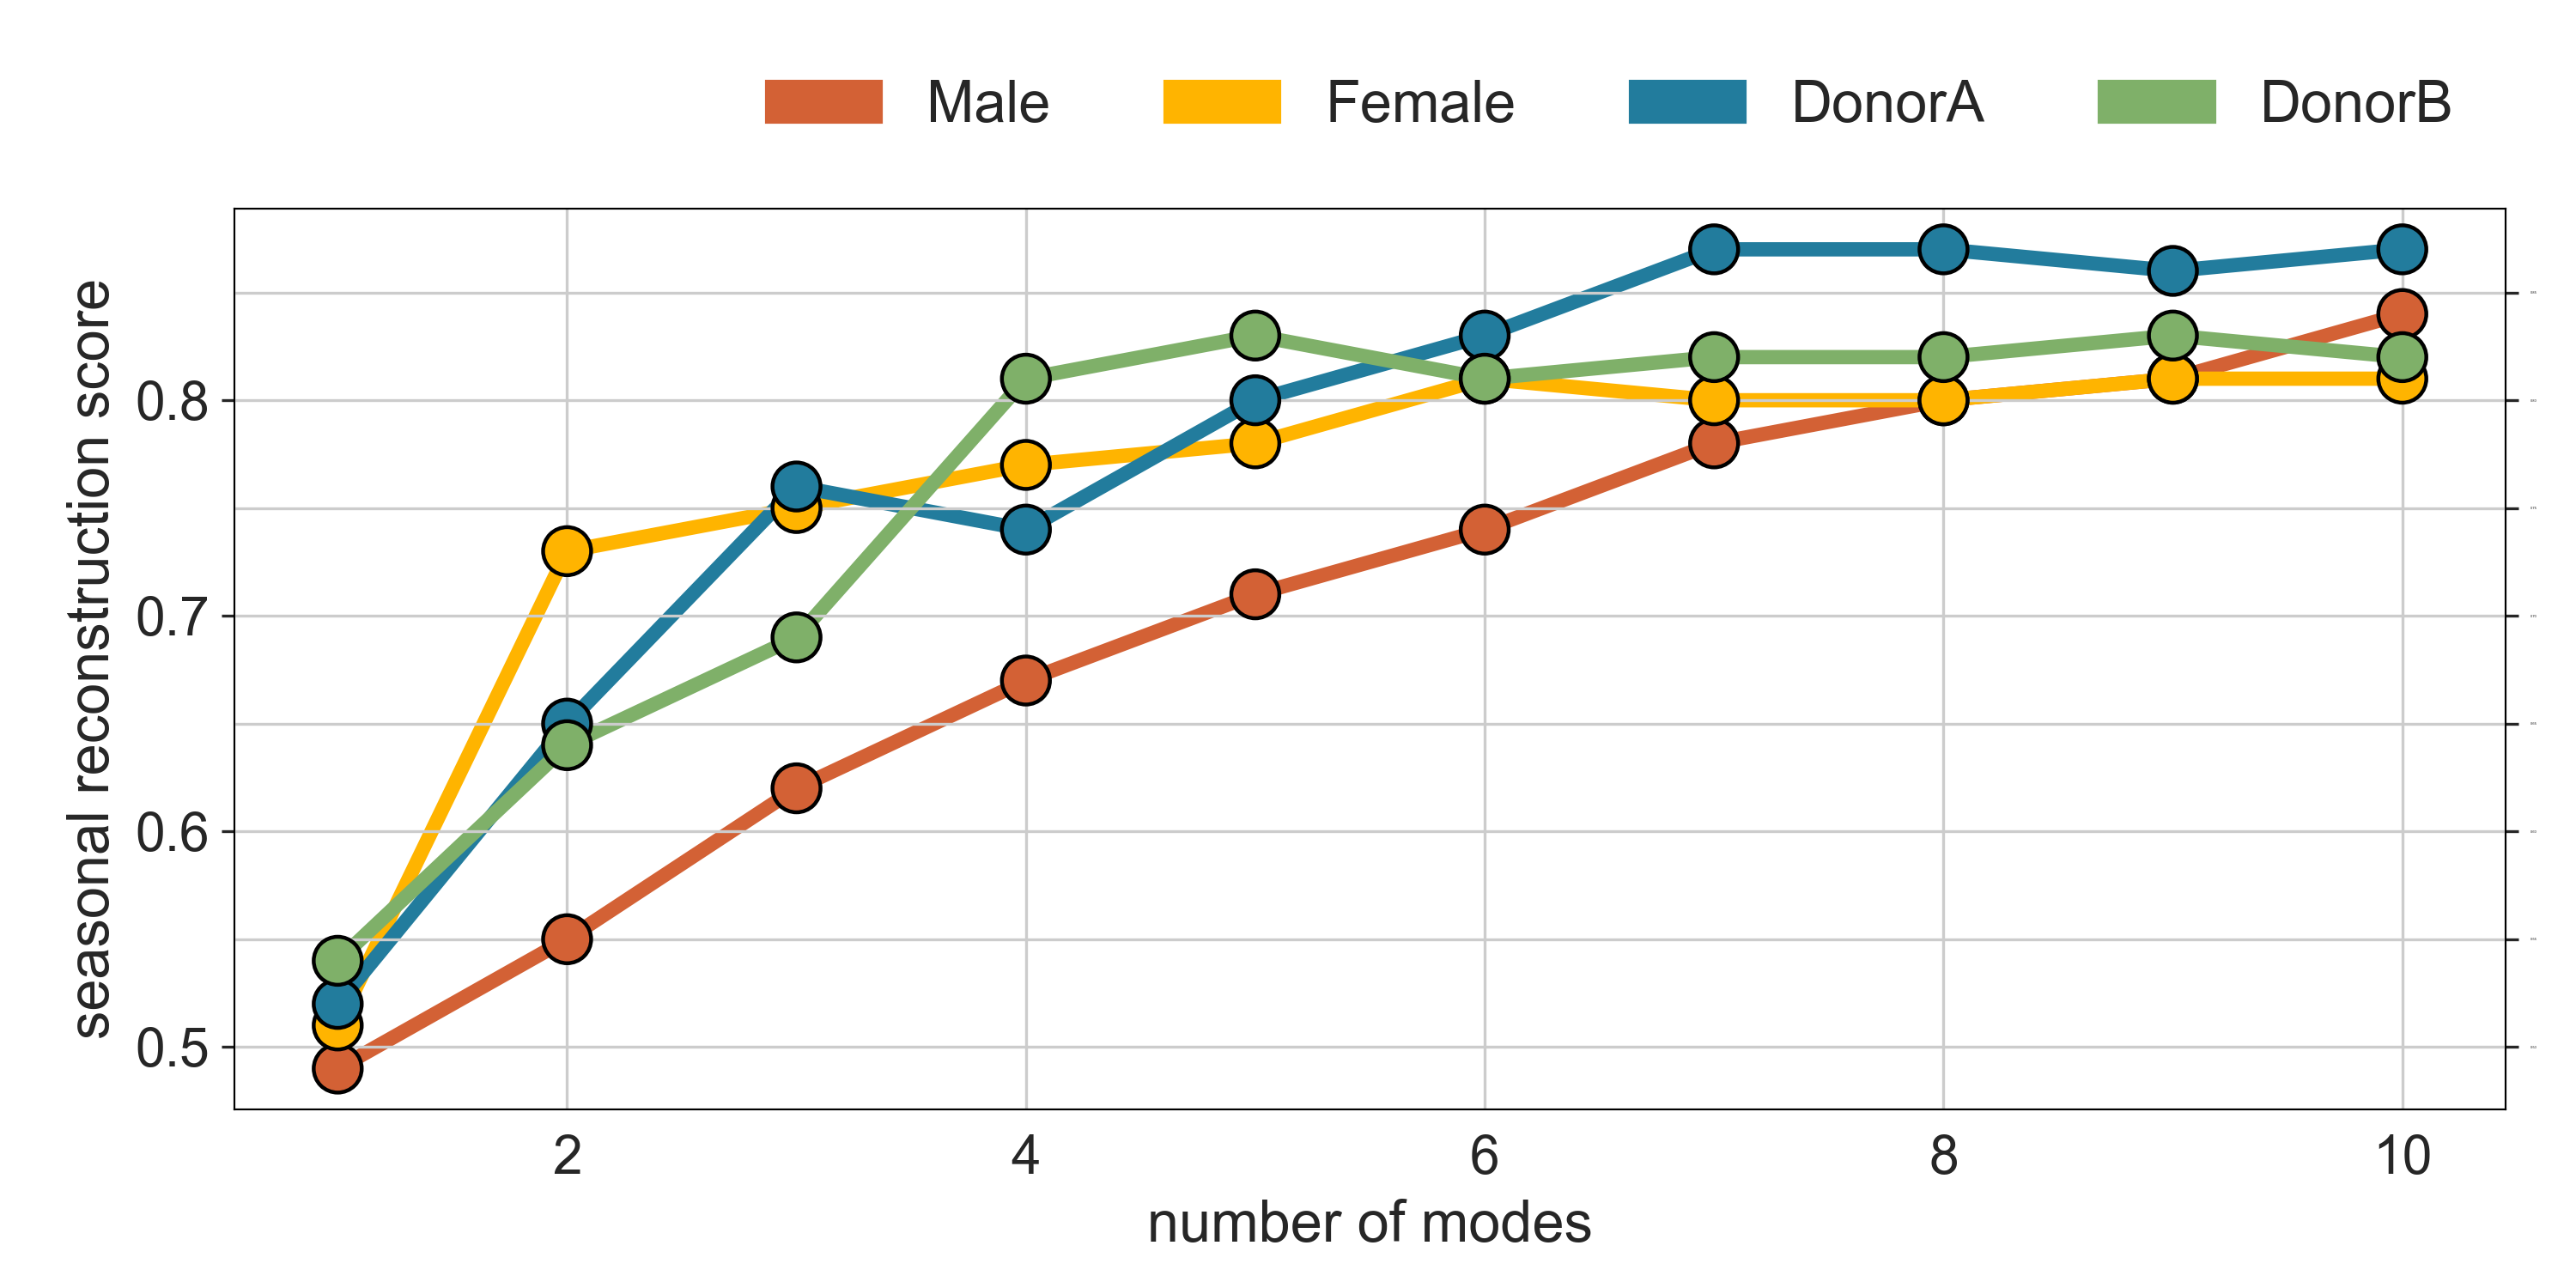 Male Female DonorA DonorB
seasonal reconstruction score
0.8
0.7
0.6
0.5
2 4 6 8 10
number of modes